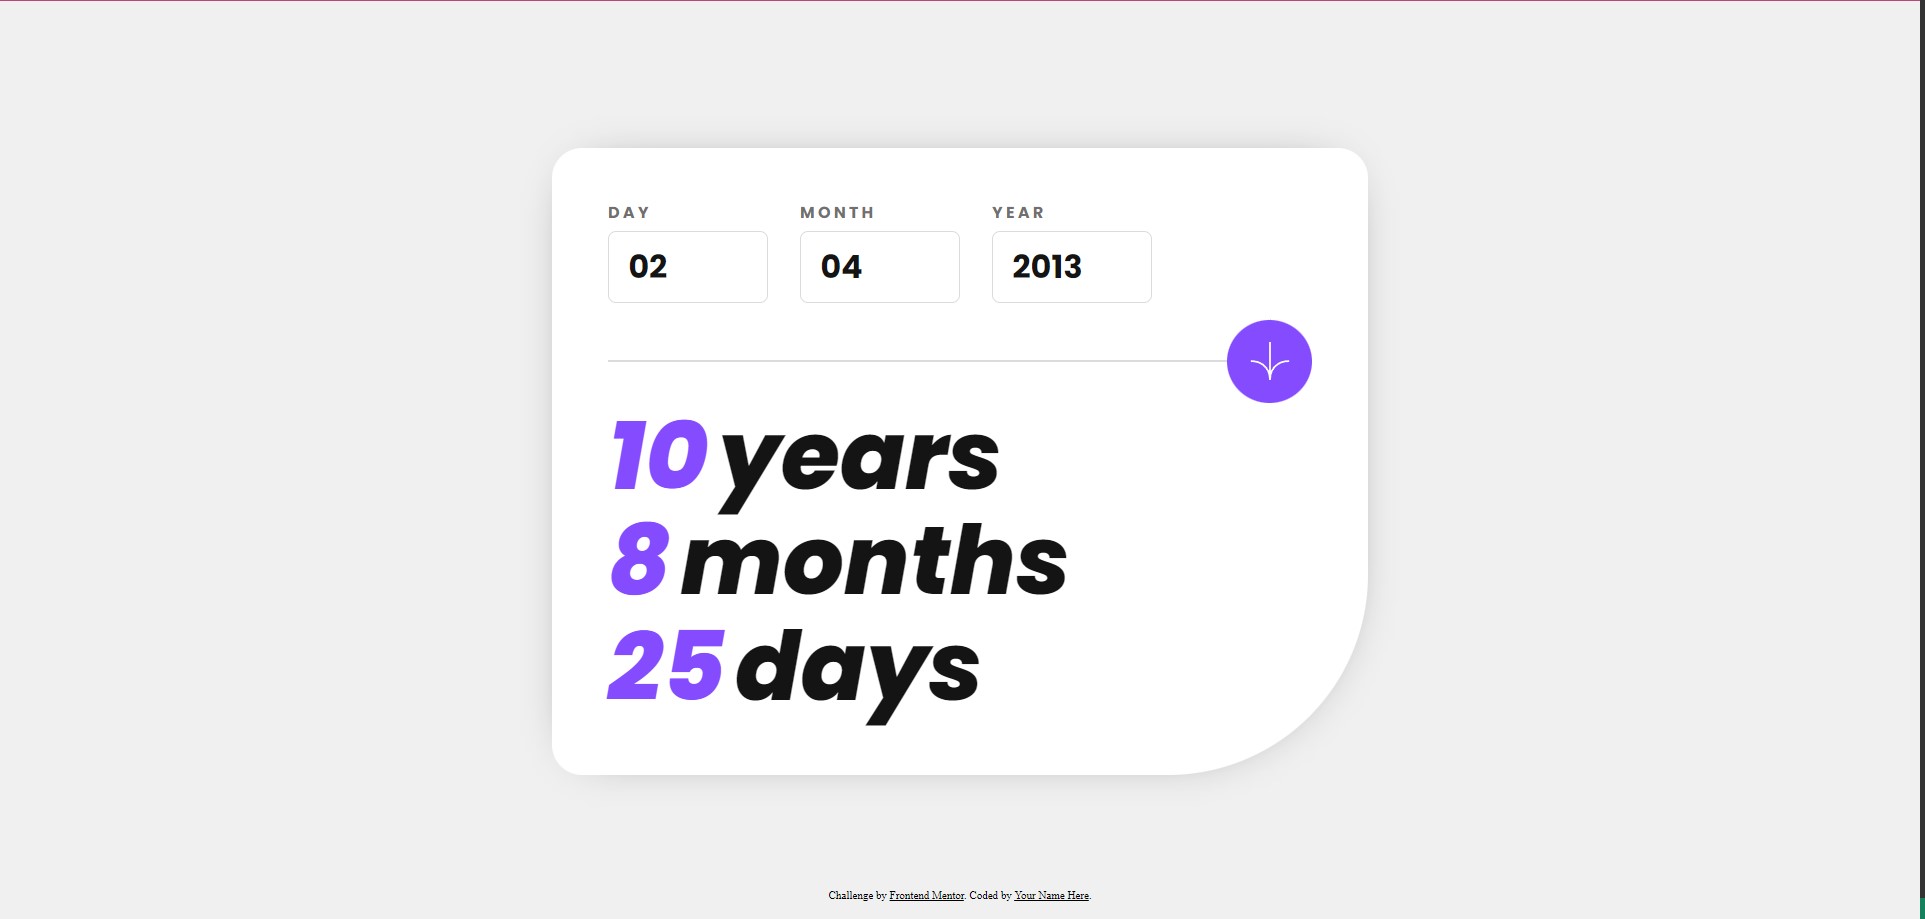 DAY MONTH YEAR
02 04 2013
10 years
8 months
25 days
Challenge by Frontend Mentor. Coded by Your Name Here.